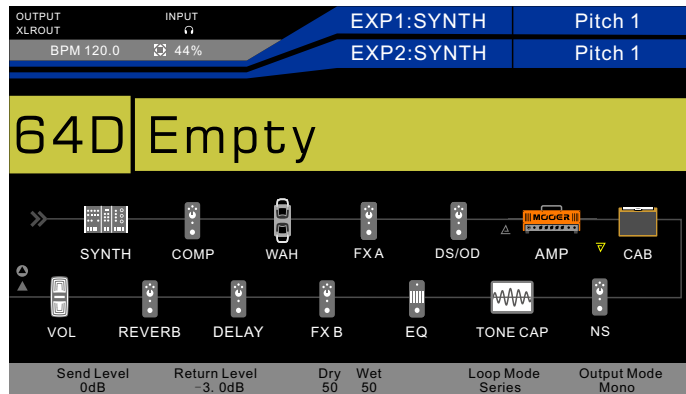 OUTPUT INPUT
XLROUT
EXP1:SYNTH Pitch 1
BPM 120.0 44%
EXP2:SYNTH Pitch 1
64D Empty
MOOER
SYNTH COMP WAH FX A DS/OD AMP CAB
VOL REVERB DELAY FX B EQ TONE CAP NS
Send Level Return Level Dry Wet Loop Mode Output Mode
0dB -3. 0dB 50 50 Series Mono